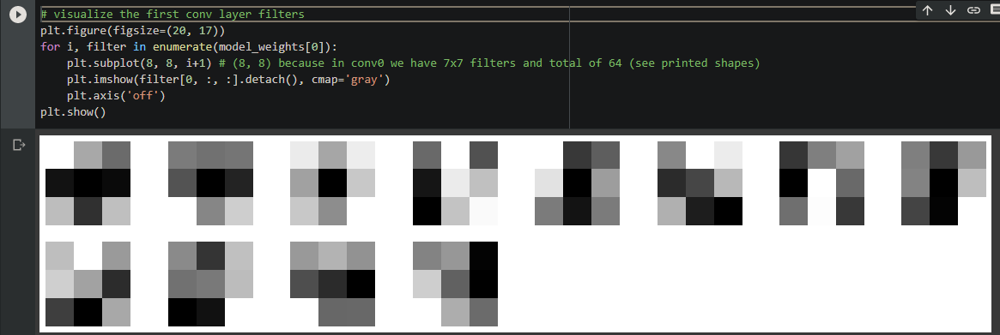 # visualize the first conv layer filters
plt.figure(figsize=(20, 17))
for i, filter in enumerate(model_weights[0]):
    plt.subplot(8, 8, i+1) # (8, 8) because in conv0 we have 7x7 filters and total of 64 (see printed shapes)
    plt.imshow(filter[0, :, :].detach(), cmap='gray')
    plt.axis('off')
plt.show()